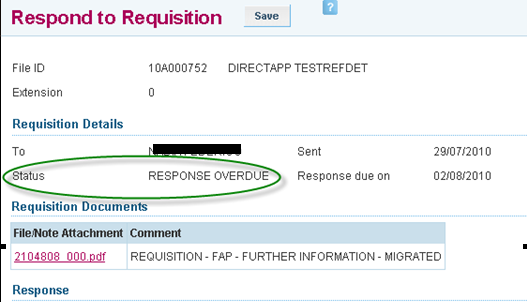 Respond to Requisition Save ?
File ID 10A000752 DIRECTAPP TESTREFDET
Extension 0
Requisition Details
To Sent 29/07/2010
Status RESPONSE OVERDUE Response due on 02/08/2010
Requisition Documents
File/Note Attachment Comment
2104808_000.pdf REQUISITION - FAP - FURTHER INFORMATION - MIGRATED
Response